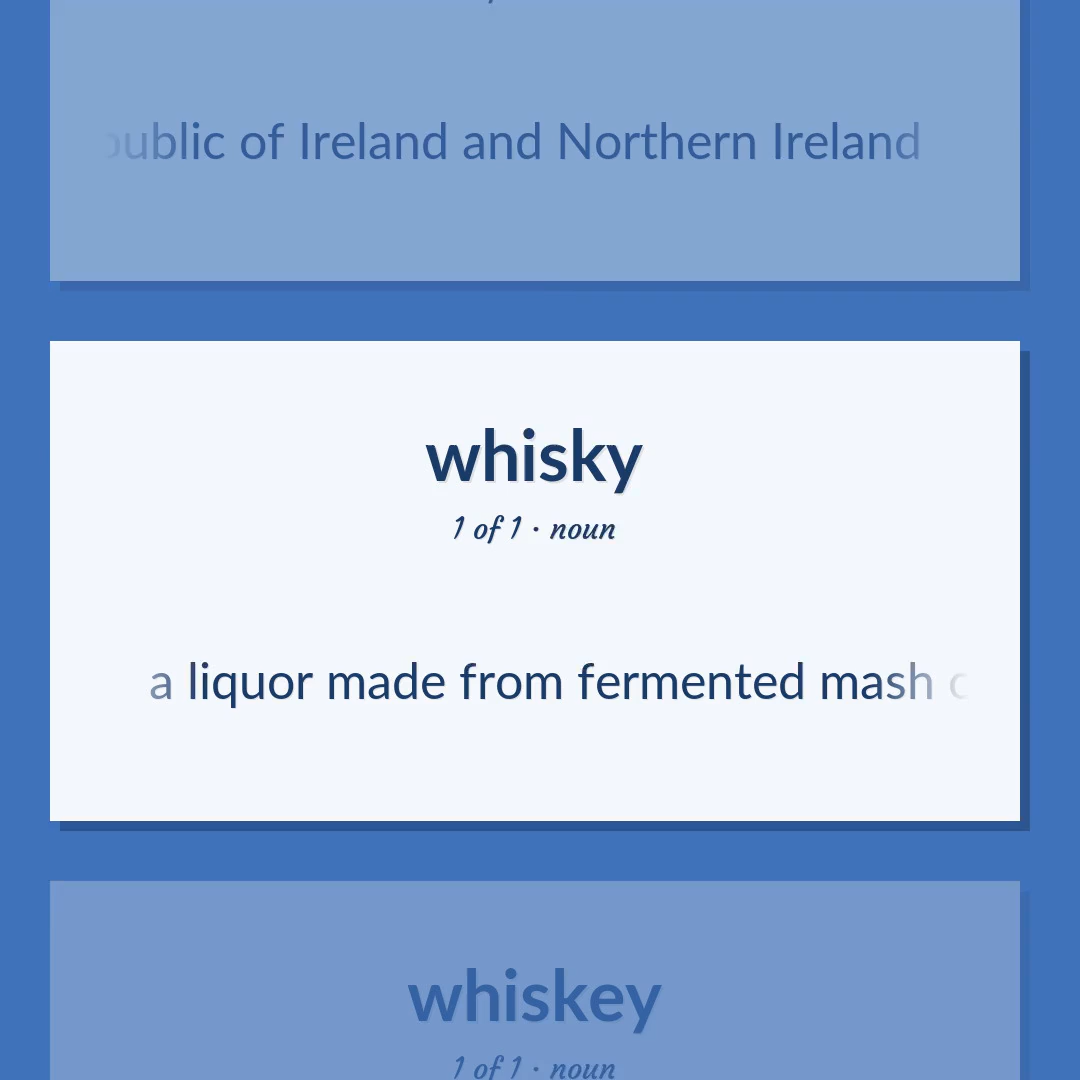 of Ireland and Northern Ireland
whisky
1 of 1 · noun
a liquor made from fermented mash
whiskey
1 of 1 · noun